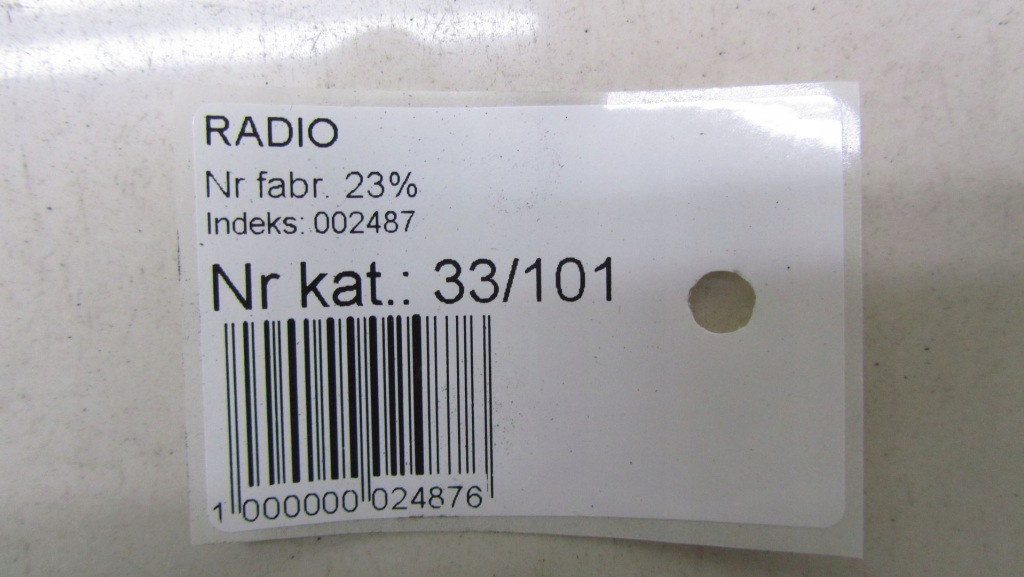 RADIO
Nr fabr. 23%
Indeks: 002487
Nr kat.: 33/101
1 000000 024876